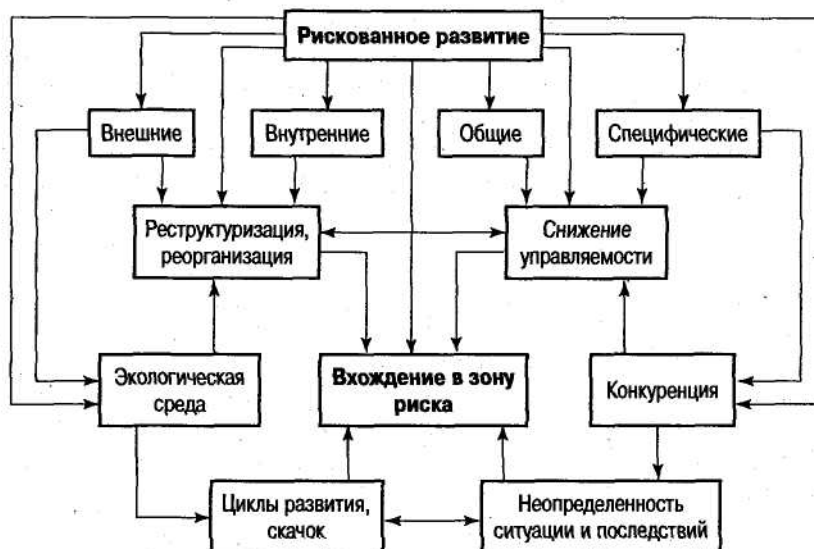 Рискованное развитие
Внешние
Внутренние
Общие
Специфические
Реструктуризация,
реорганизация
Снижение
управляемости
Экологическая
среда
Вхождение в зону
риска
Конкуренция
Циклы развития,
скачок
Неопределенность
ситуации и последствий